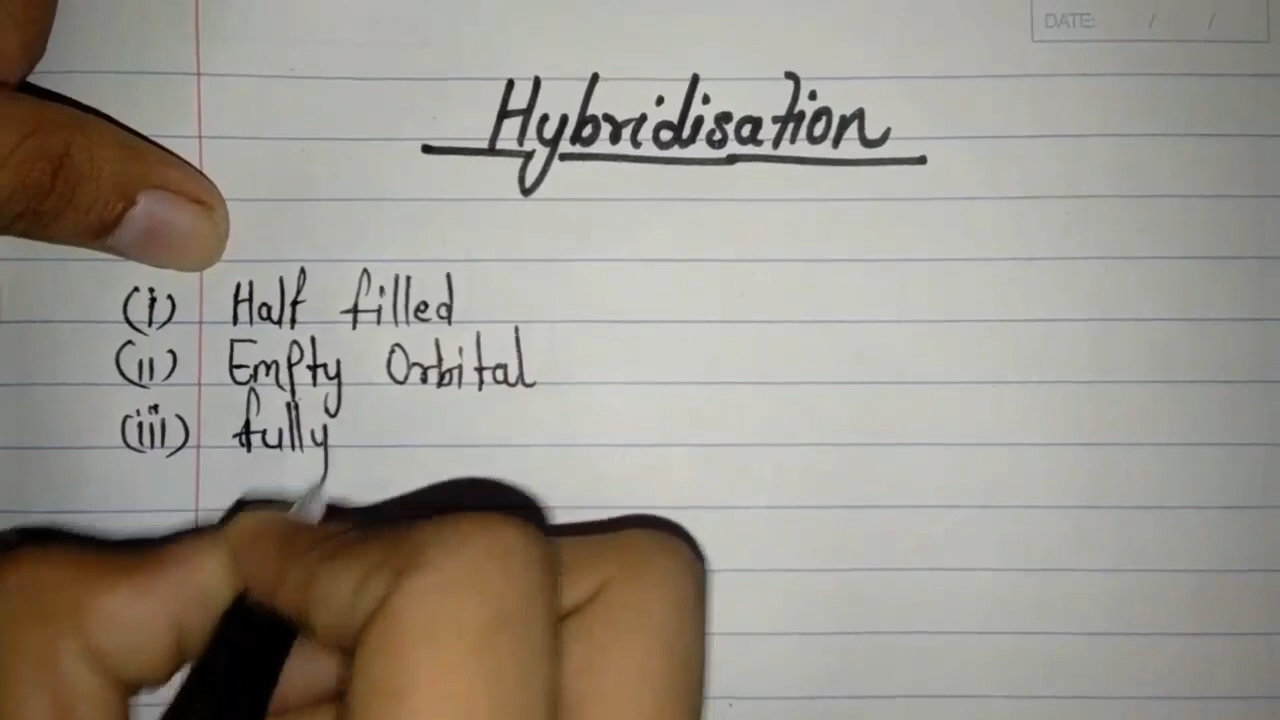 DATE: / /
Hybridisation
(i) Half filled
(ii) Empty Orbital
(iii) fully